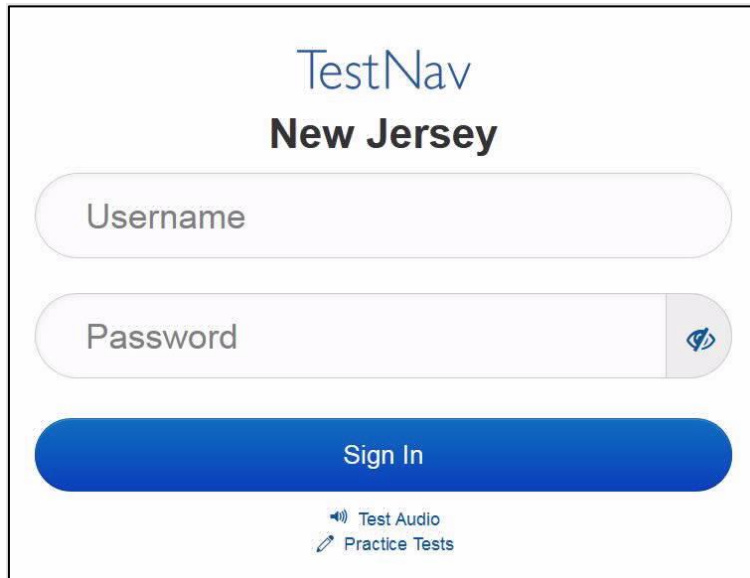 TestNav
New Jersey
Username
Password
Sign In
Test Audio
Practice Tests